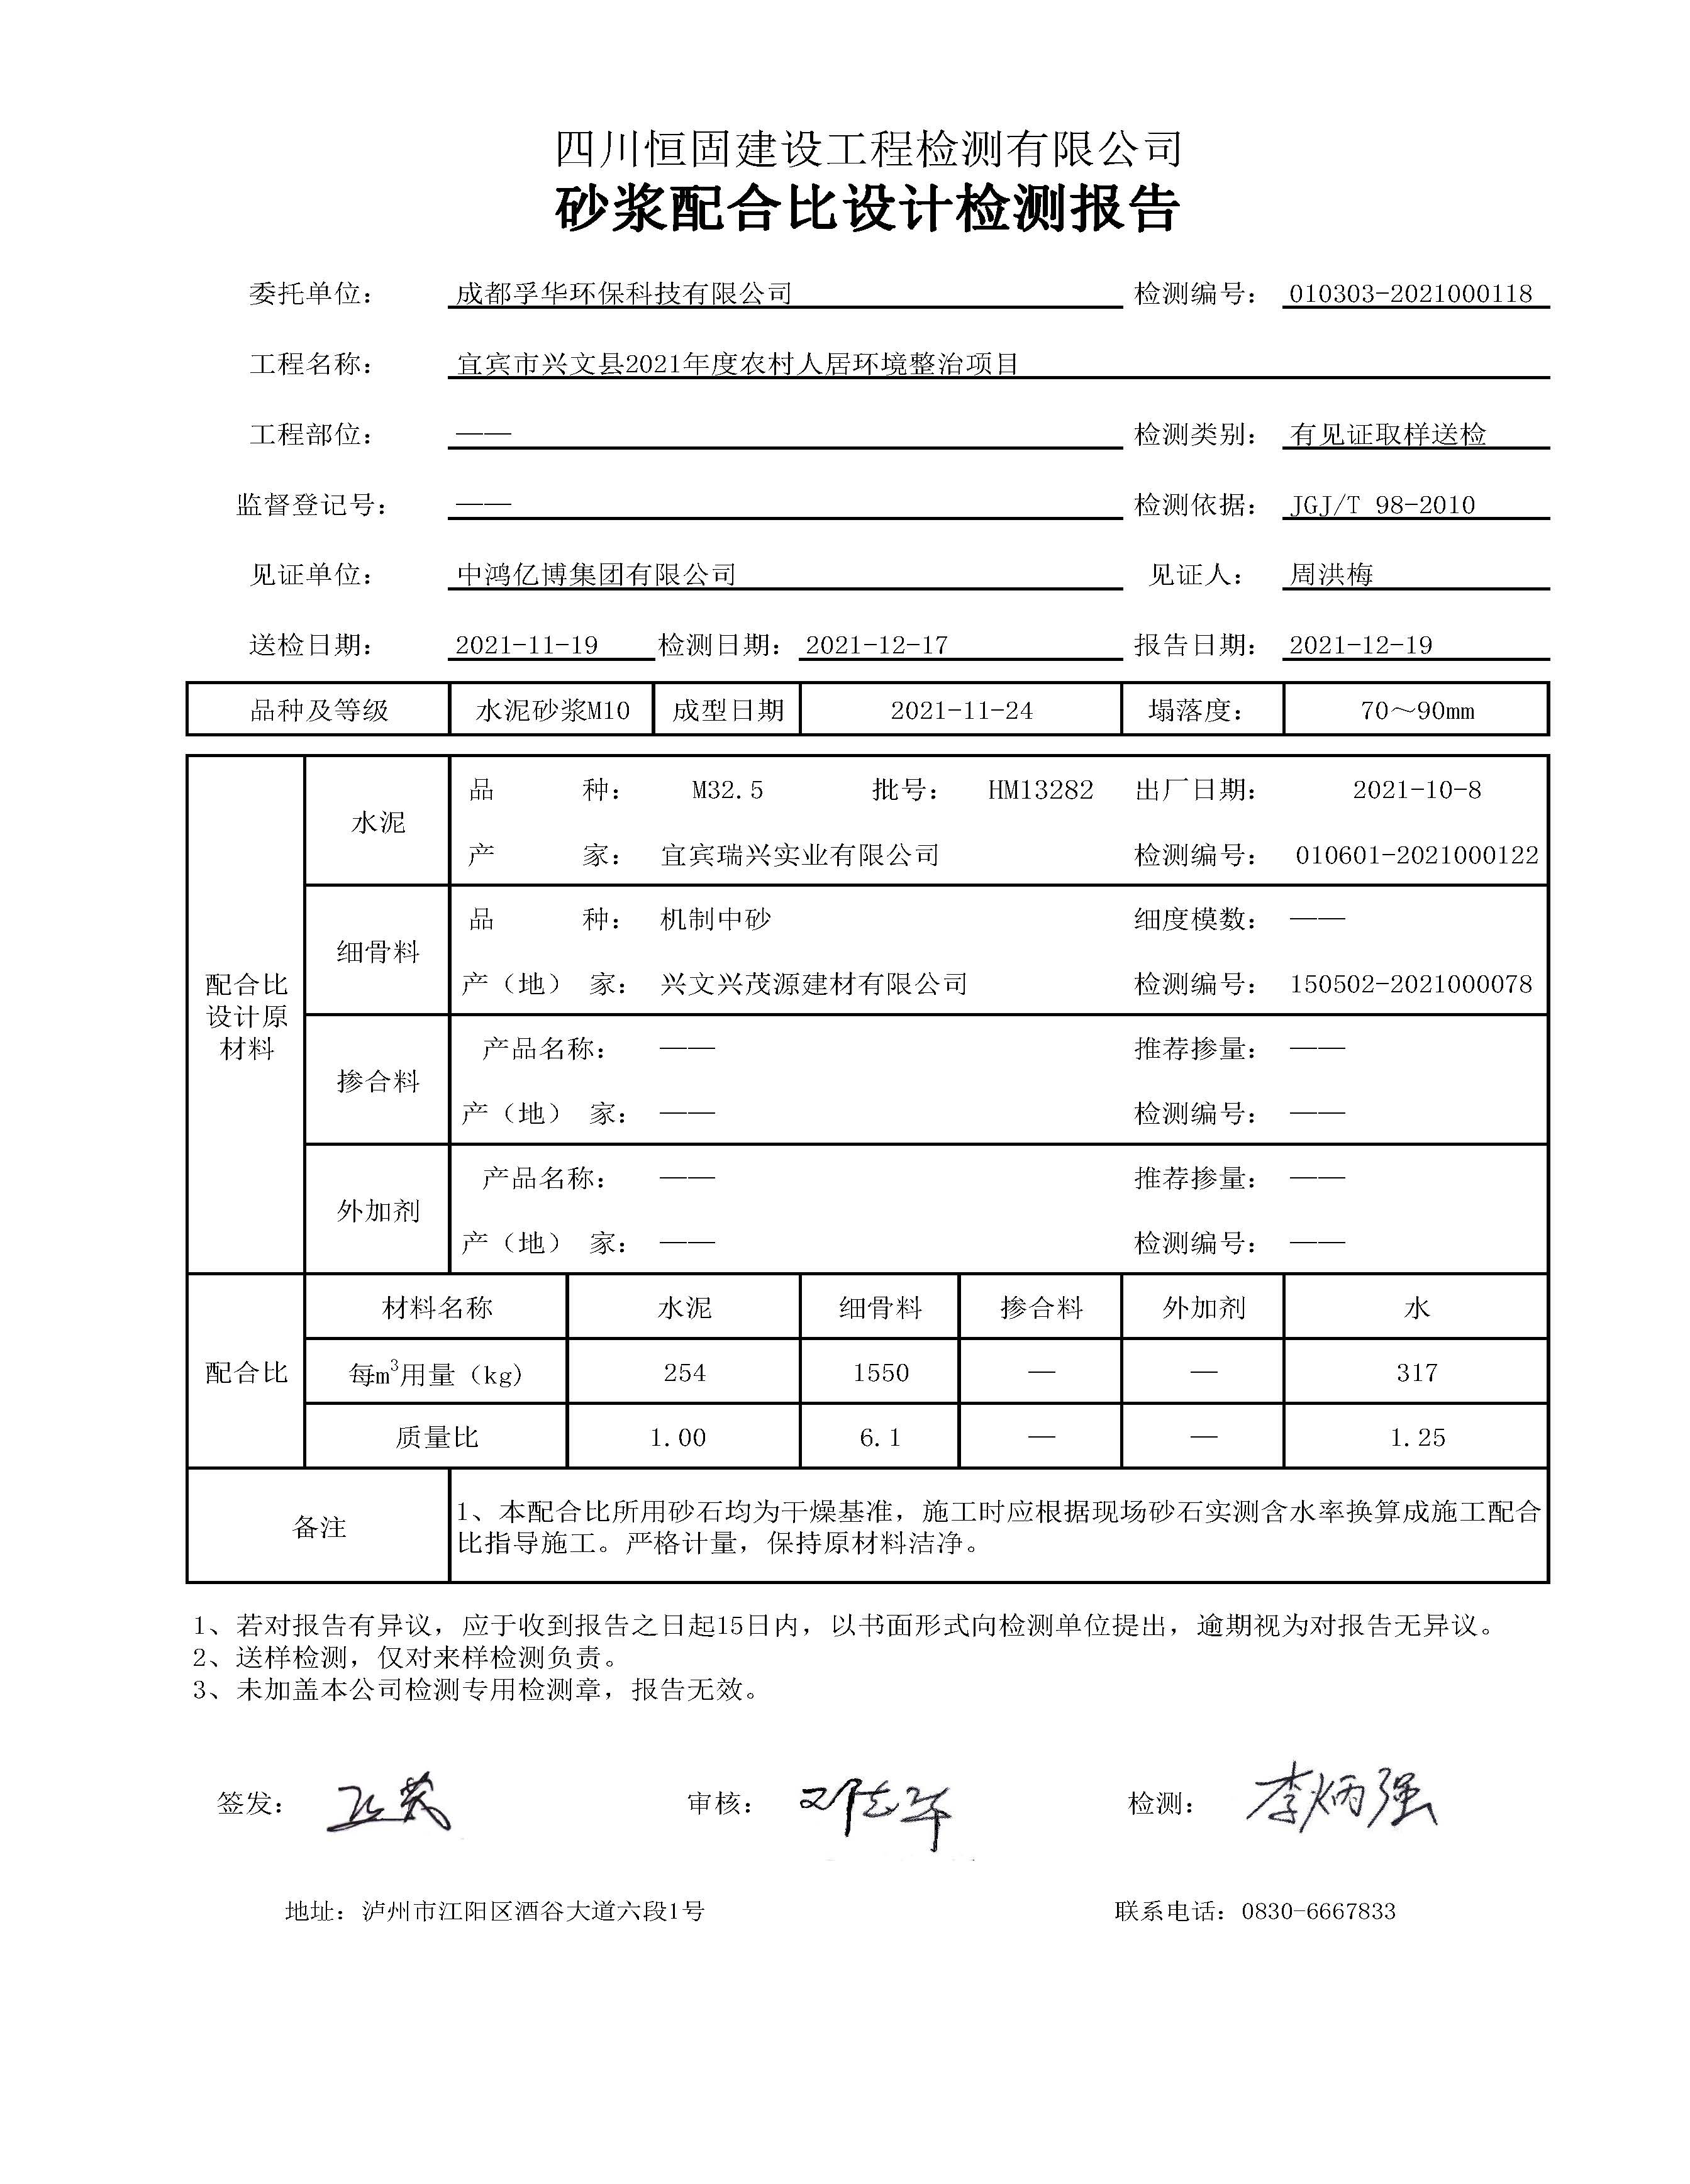 四川恒固建设工程检测有限公司
砂浆配合比设计检测报告
委托单位： 成都孚华环保科技有限公司 检测编号： 010303-2021000118
工程名称： 宜宾市兴文县2021年度农村人居环境整治项目
工程部位： —— 检测类别： 有见证取样送检
监督登记号： —— 检测依据： JGJ/T 98-2010
见证单位： 中鸿亿博集团有限公司 见证人： 周洪梅
送检日期： 2021-11-19 检测日期： 2021-12-17 报告日期： 2021-12-19
品种及等级 水泥砂浆M10 成型日期 2021-11-24 塌落度： 70～90mm
配合比设计原材料
水泥
品 种： M32.5 批号： HM13282 出厂日期： 2021-10-8
产 家： 宜宾瑞兴实业有限公司 检测编号： 010601-2021000122
细骨料
品 种： 机制中砂 细度模数： ——
产（地） 家： 兴文兴茂源建材有限公司 检测编号： 150502-2021000078
掺合料
产品名称： —— 推荐掺量： ——
产（地） 家： —— 检测编号： ——
外加剂
产品名称： —— 推荐掺量： ——
产（地） 家： —— 检测编号： ——
配合比
材料名称 水泥 细骨料 掺合料 外加剂 水
每m³用量（kg） 254 1550 — — 317
质量比 1.00 6.1 — — 1.25
备注
1、本配合比所用砂石均为干燥基准，施工时应根据现场砂石实测含水率换算成施工配合
比指导施工。严格计量，保持原材料洁净。
1、若对报告有异议，应于收到报告之日起15日内，以书面形式向检测单位提出，逾期视为对报告无异议。
2、送样检测，仅对来样检测负责。
3、未加盖本公司检测专用检测章，报告无效。
签发： 审核： 检测： 李炳强
地址：泸州市江阳区酒谷大道六段1号 联系电话：0830-6667833